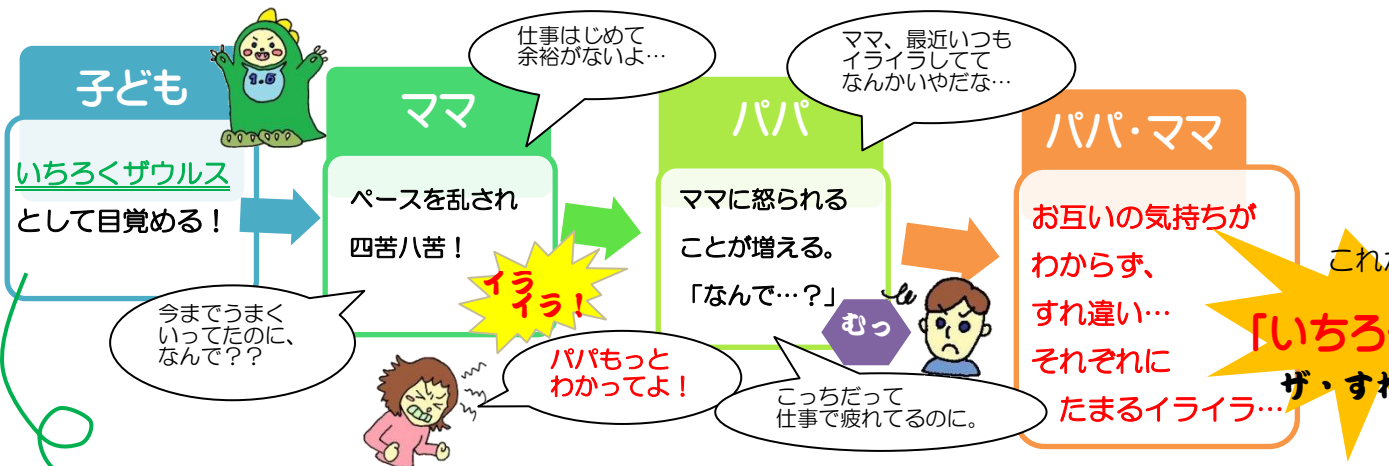 子ども
1.5
いちろくザウルス
として目覚める！
ママ
仕事はじめて
余裕がないよ…
ペースを乱され
四苦八苦！
イラ
イラ！
今までうまく
いってたのに、
なんで？？
パパもっと
わかってよ！
パパ
ママ、最近いつも
イライラしてて
なんかいやだな…
ママに怒られる
ことが増える。
「なんで…？」
むっ
こっちだって
仕事で疲れてるのに。
パパ・ママ
お互いの気持ちが
わからず、
すれ違い…
それぞれに
たまるイライラ…
これ
「いちろ
ザ・すれ